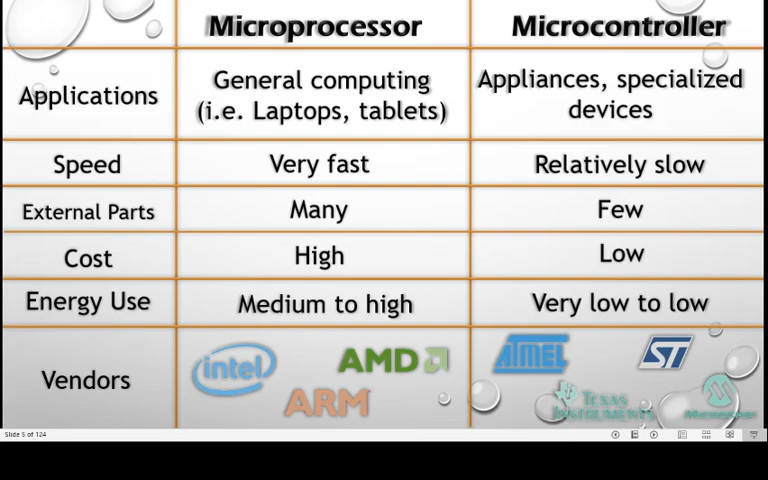 Microprocessor Microcontroller
Applications General computing (i.e. Laptops, tablets) Appliances, specialized devices
Speed Very fast Relatively slow
External Parts Many Few
Cost High Low
Energy Use Medium to high Very low to low
Vendors
intel AMD ATMEL ST
ARM TEXAS INSTRUMENTS MICROCHIP
Slide 5 of 124